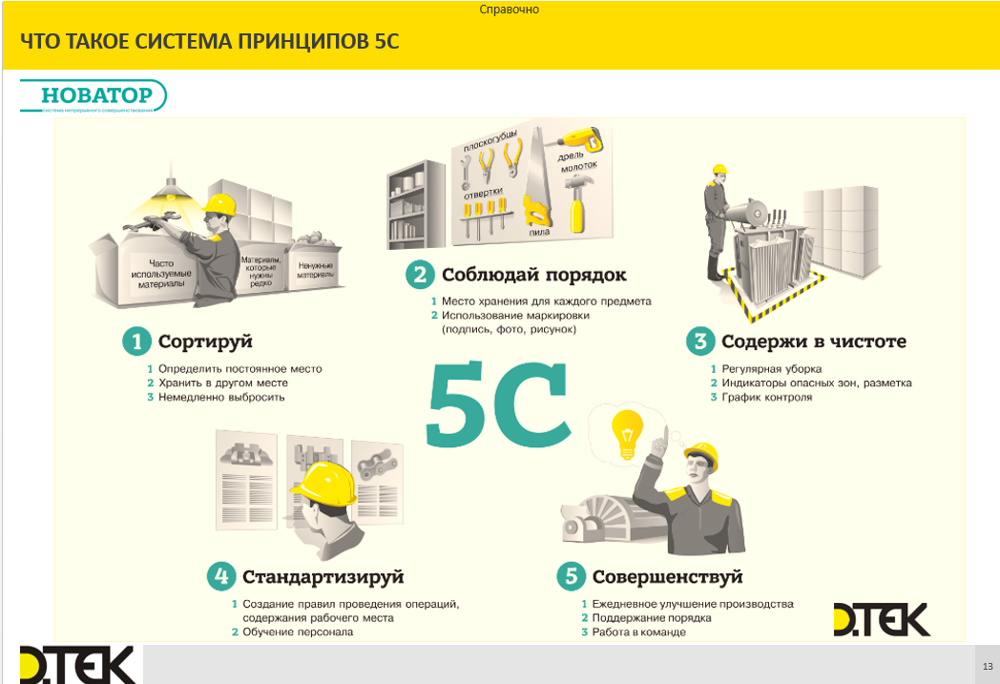 Справочно
ЧТО ТАКОЕ СИСТЕМА ПРИНЦИПОВ 5С
НОВАТОР
система непрерывного совершенствования
Часто
используемые
материалы
Материалы,
которые
нужны
редко
Ненужные
материалы
1 Сортируй
1 Определить постоянное место
2 Хранить в другом месте
3 Немедленно выбросить
плоскогубцы
дрель
молоток
отвертки
пила
2 Соблюдай порядок
1 Место хранения для каждого предмета
2 Использование маркировки
(подпись, фото, рисунок)
3 Содержи в чистоте
1 Регулярная уборка
2 Индикаторы опасных зон, разметка
3 График контроля
5С
4 Стандартизируй
1 Создание правил проведения операций,
содержания рабочего места
2 Обучение персонала
5 Совершенствуй
1 Ежедневное улучшение производства
2 Поддержание порядка
3 Работа в команде
D.TEK
D.TEK
13